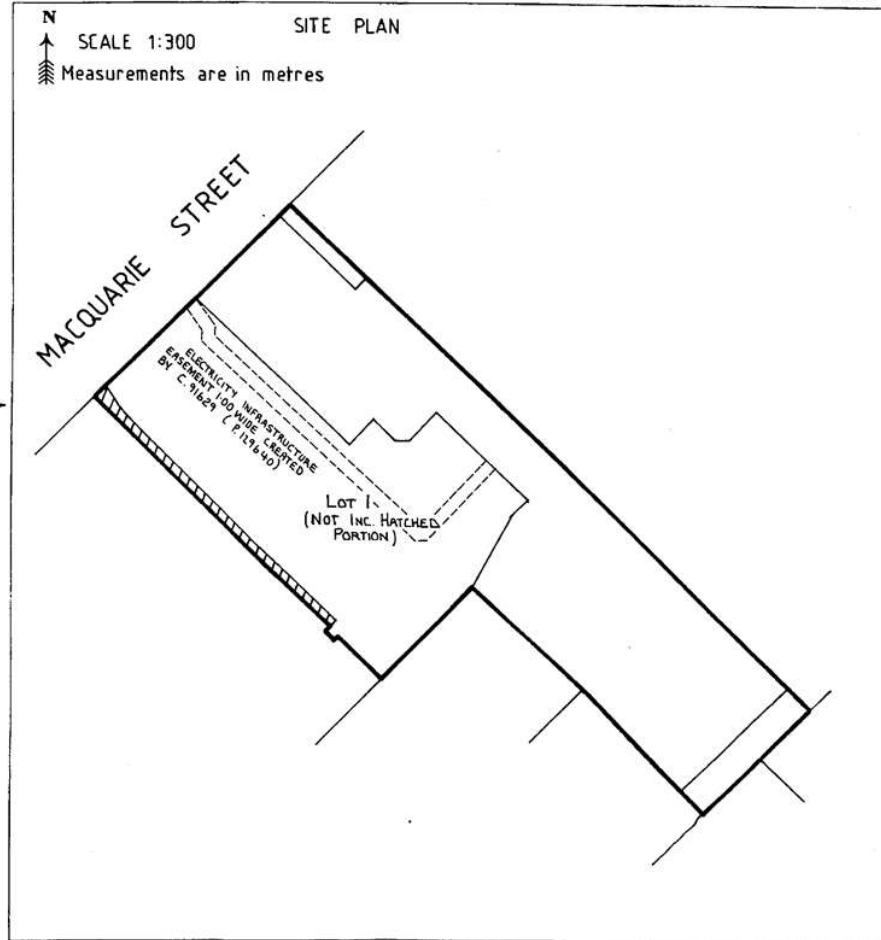 N
SITE PLAN
SCALE 1:300
Measurements are in metres
MACQUARIE STREET
ELECTRICITY INFRASTRUCTURE
EASEMENT 1·00 WIDE CREATED
BY C.91629 (P.129640)
LOT 1
(NOT INC. HATCHED
PORTION)